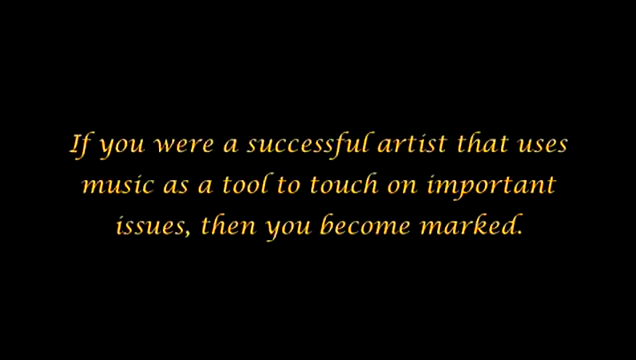 If you were a successful artist that uses
music as a tool to touch on important
issues, then you become marked.